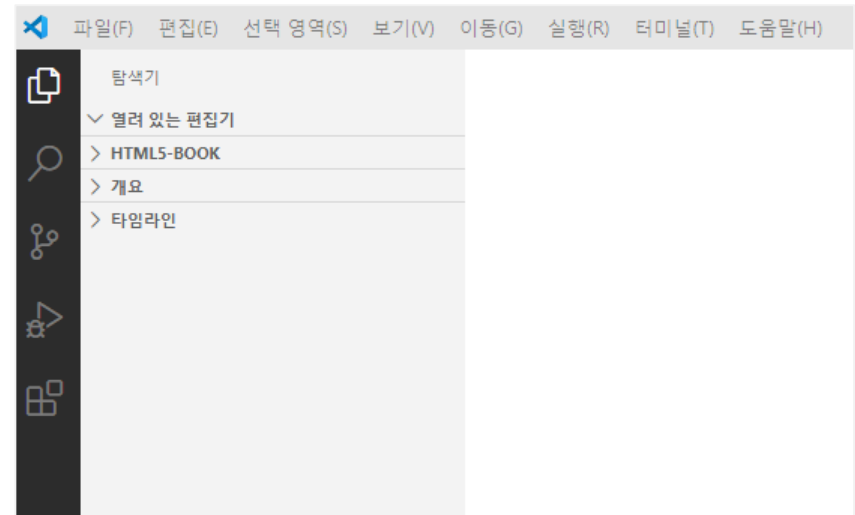 파일(F) 편집(E) 선택 영역(S) 보기(V) 이동(G) 실행(R) 터미널(T) 도움말(H)
탐색기
열려 있는 편집기
HTML5-BOOK
개요
타임라인